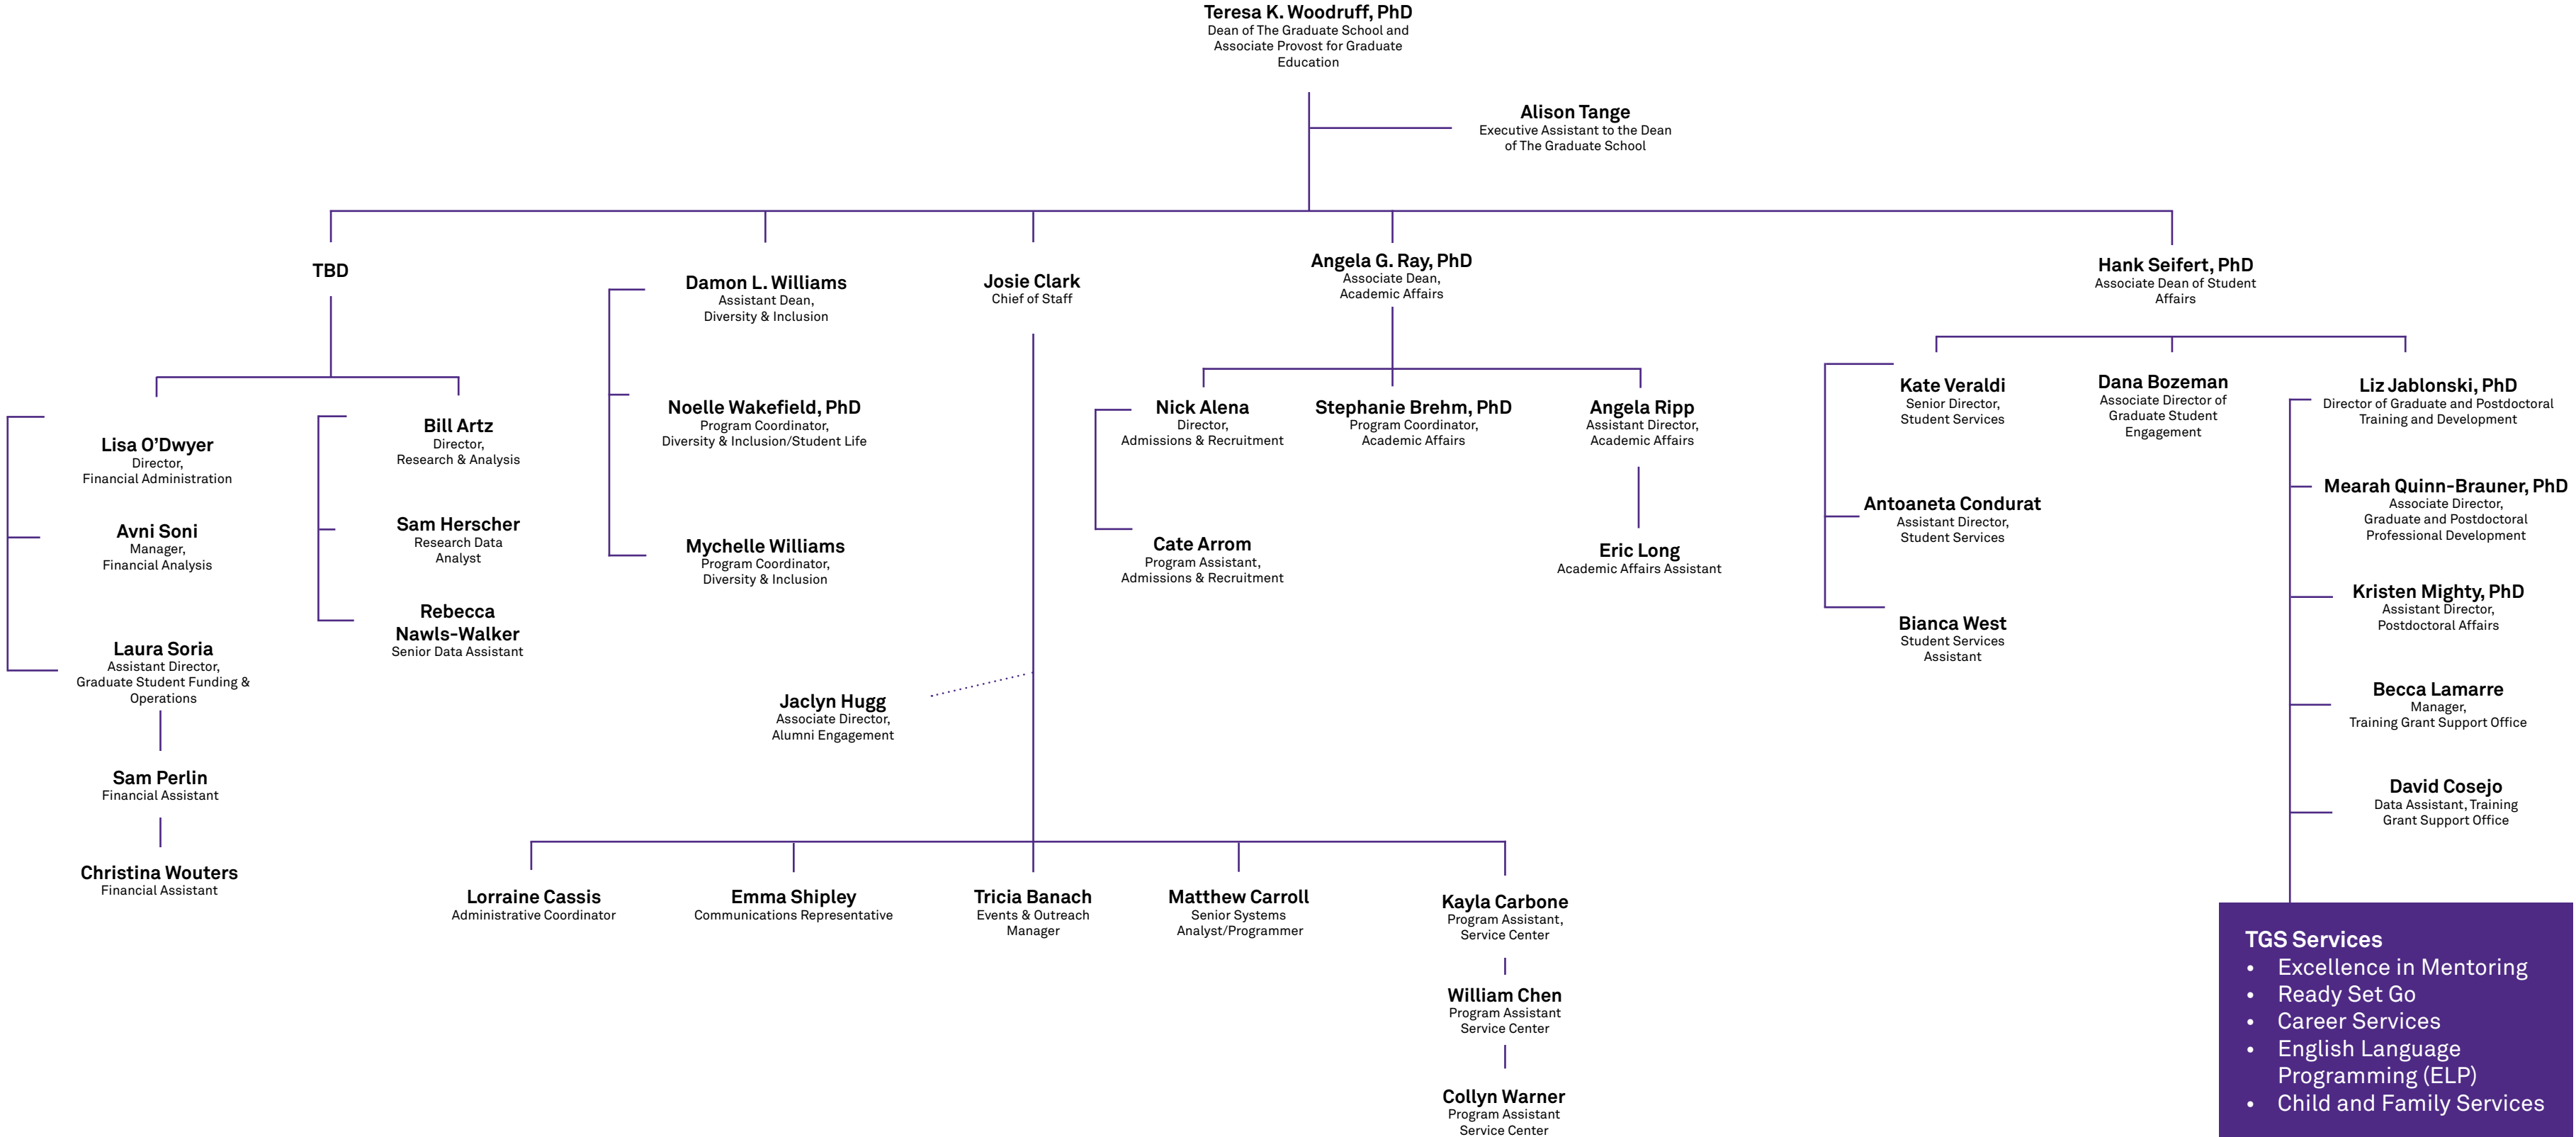 Teresa K. Woodruff, PhD
Dean of The Graduate School and
Associate Provost for Graduate
Education
Alison Tange
Executive Assistant to the Dean
of The Graduate School
TBD
Lisa O’Dwyer
Director,
Financial Administration
Avni Soni
Manager,
Financial Analysis
Laura Soria
Assistant Director,
Graduate Student Funding &
Operations
Sam Perlin
Financial Assistant
Christina Wouters
Financial Assistant
Bill Artz
Director,
Research & Analysis
Sam Herscher
Research Data
Analyst
Rebecca
Nawls-Walker
Senior Data Assistant
Damon L. Williams
Assistant Dean,
Diversity & Inclusion
Noelle Wakefield, PhD
Program Coordinator,
Diversity & Inclusion/Student Life
Mychelle Williams
Program Coordinator,
Diversity & Inclusion
Josie Clark
Chief of Staff
Jaclyn Hugg
Associate Director,
Alumni Engagement
Lorraine Cassis
Administrative Coordinator
Emma Shipley
Communications Representative
Tricia Banach
Events & Outreach
Manager
Matthew Carroll
Senior Systems
Analyst/Programmer
Kayla Carbone
Program Assistant,
Service Center
William Chen
Program Assistant
Service Center
Collyn Warner
Program Assistant
Service Center
Angela G. Ray, PhD
Associate Dean,
Academic Affairs
Nick Alena
Director,
Admissions & Recruitment
Cate Arrom
Program Assistant,
Admissions & Recruitment
Stephanie Brehm, PhD
Program Coordinator,
Academic Affairs
Angela Ripp
Assistant Director,
Academic Affairs
Eric Long
Academic Affairs Assistant
Hank Seifert, PhD
Associate Dean of Student
Affairs
Kate Veraldi
Senior Director,
Student Services
Antoaneta Condurat
Assistant Director,
Student Services
Bianca West
Student Services
Assistant
Dana Bozeman
Associate Director of
Graduate Student
Engagement
Liz Jablonski, PhD
Director of Graduate and Postdoctoral
Training and Development
Mearah Quinn-Brauner, PhD
Associate Director,
Graduate and Postdoctoral
Professional Development
Kristen Mighty, PhD
Assistant Director,
Postdoctoral Affairs
Becca Lamarre
Manager,
Training Grant Support Office
David Cosejo
Data Assistant, Training
Grant Support Office
TGS Services
• Excellence in Mentoring
• Ready Set Go
• Career Services
• English Language
Programming (ELP)
• Child and Family Services